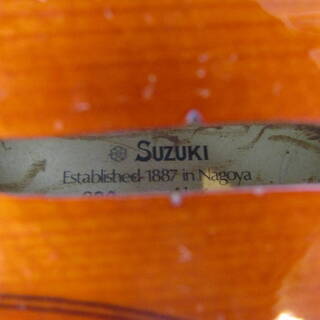 SUZUKI
Established 1887 in Nagoya